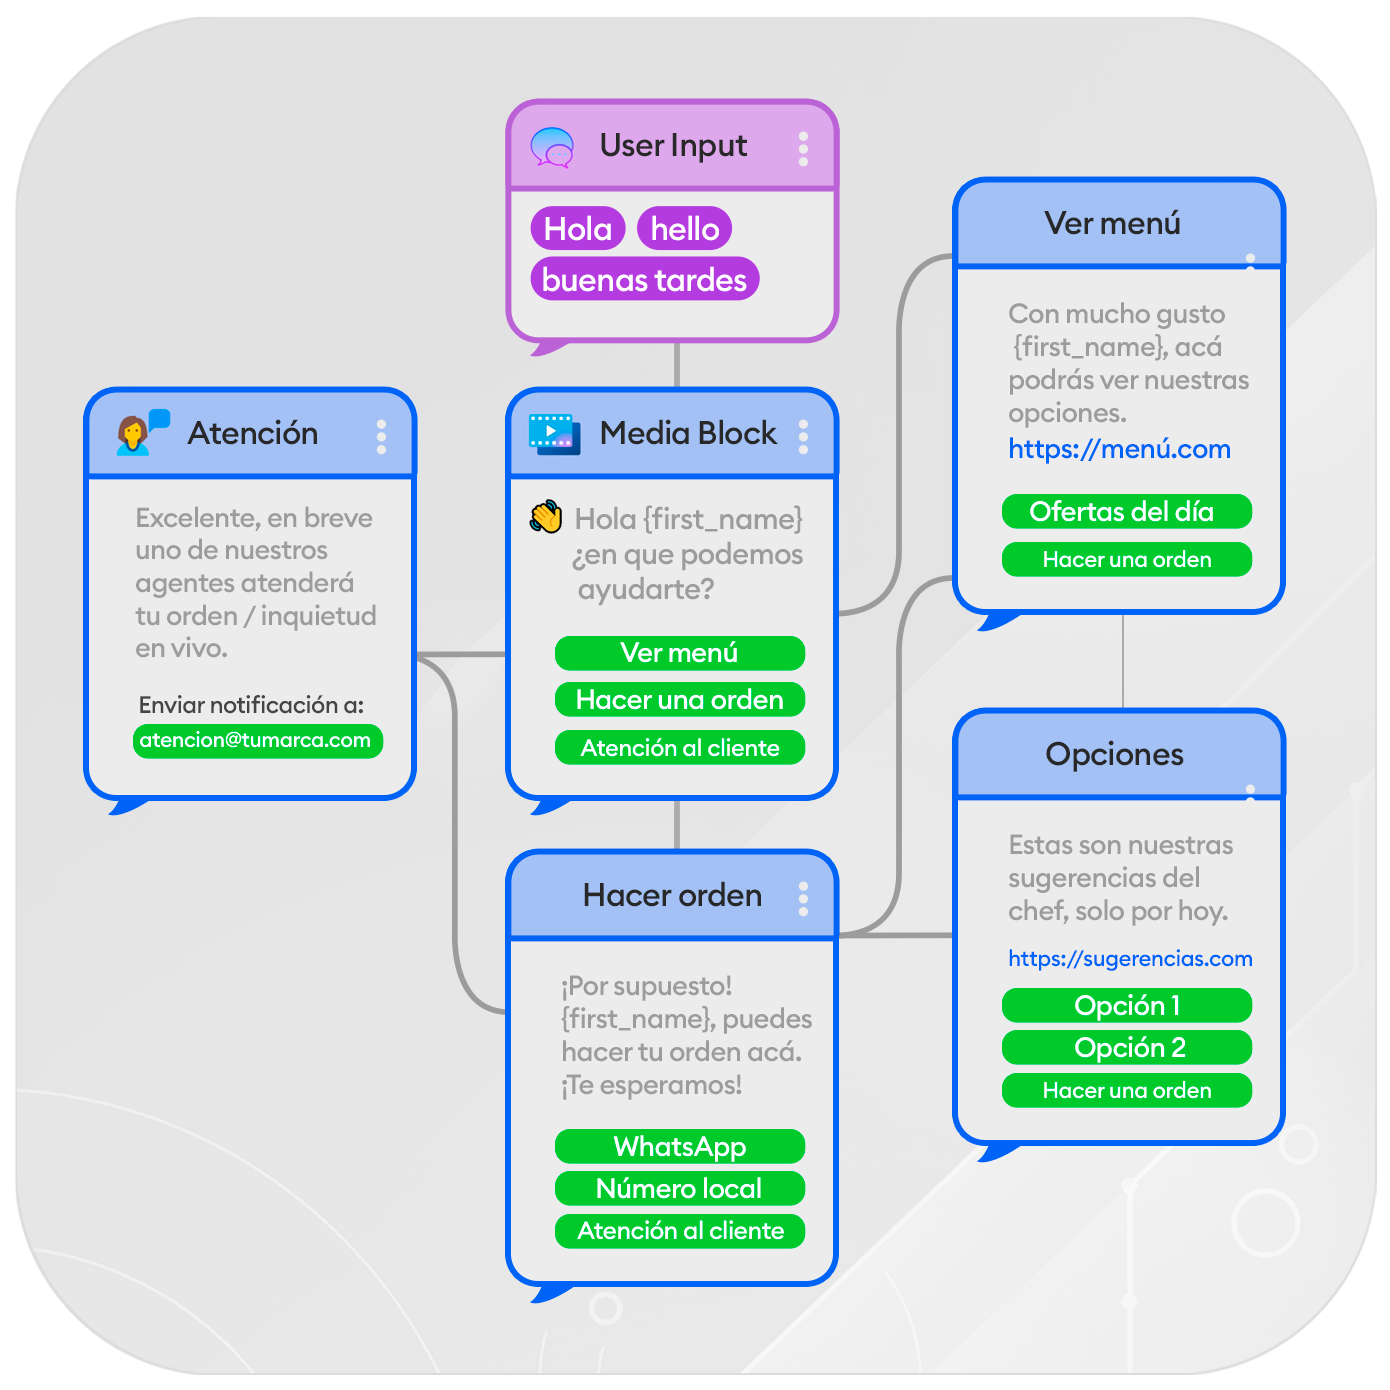 User Input
Hola hello
buenas tardes
Atención
Excelente, en breve
uno de nuestros
agentes atenderá
tu orden / inquietud
en vivo.
Enviar notificación a:
atencion@tumarca.com
Media Block
Hola {first_name}
¿en que podemos
ayudarte?
Ver menú
Hacer una orden
Atención al cliente
Hacer orden
¡Por supuesto!
{first_name}, puedes
hacer tu orden acá.
¡Te esperamos!
WhatsApp
Número local
Atención al cliente
Ver menú
Con mucho gusto
{first_name}, acá
podrás ver nuestras
opciones.
https://menú.com
Ofertas del día
Hacer una orden
Opciones
Estas son nuestras
sugerencias del
chef, solo por hoy.
https://sugerencias.com
Opción 1
Opción 2
Hacer una orden